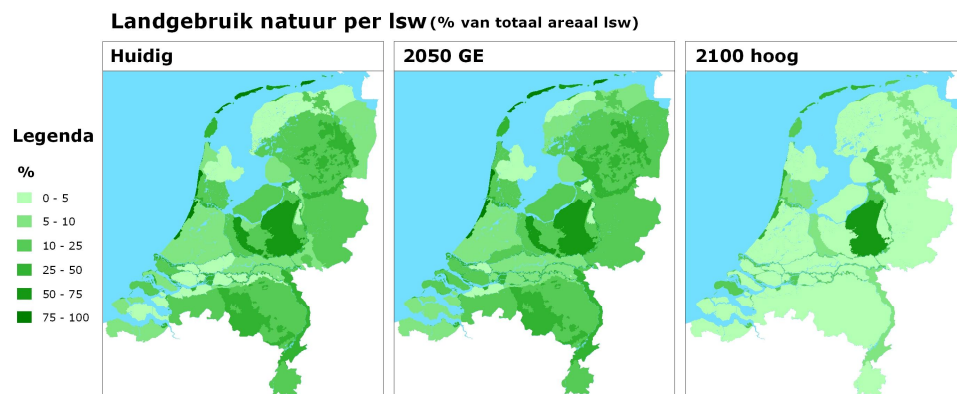 Landgebruik natuur per lsw (% van totaal areaal lsw)
Huidig
2050 GE
2100 hoog
Legenda
%
0 - 5
5 - 10
10 - 25
25 - 50
50 - 75
75 - 100